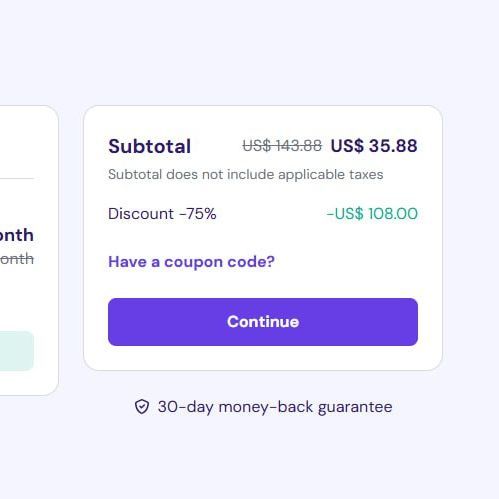 Subtotal US$ 143.88 US$ 35.88
Subtotal does not include applicable taxes
Discount -75% -US$ 108.00
onth
onth
Have a coupon code?
Continue
30-day money-back guarantee